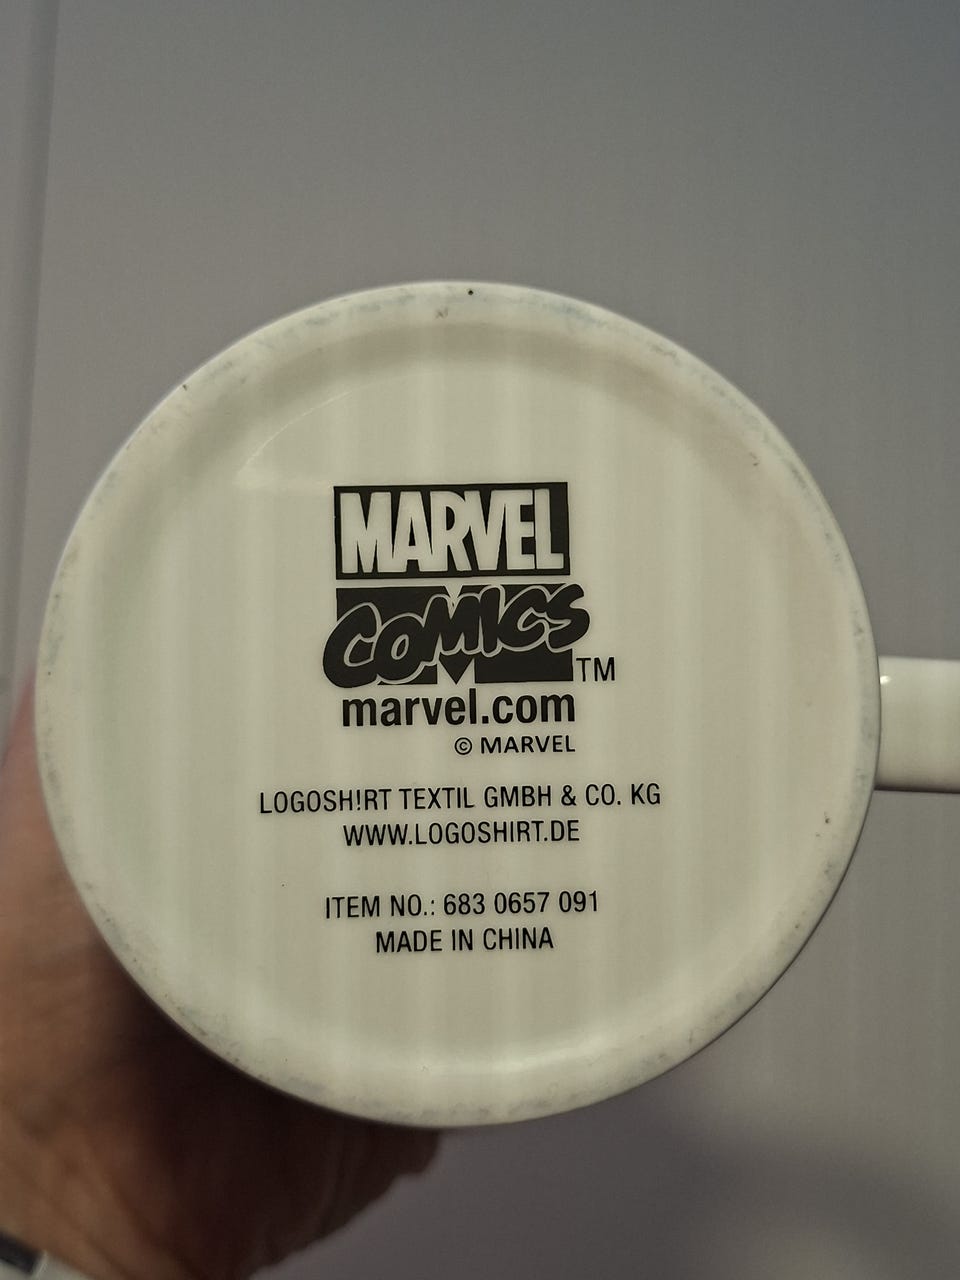 MARVEL
COMICS TM
marvel.com
© MARVEL
LOGOSH!RT TEXTIL GMBH & CO. KG
WWW.LOGOSHIRT.DE
ITEM NO.: 683 0657 091
MADE IN CHINA